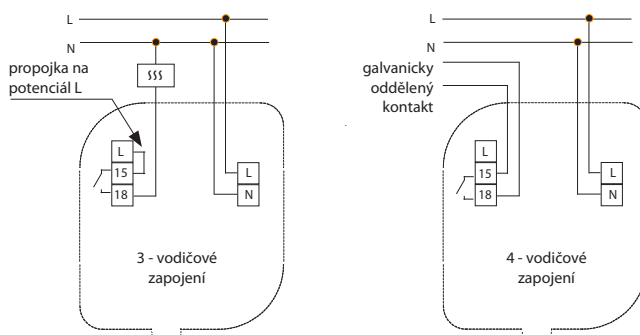 L
N
propojka na
potenciál L
L
15
18
L
N
3 - vodičové
zapojení
L
N
galvanicky
oddělený
kontakt
L
15
18
L
N
4 - vodičové
zapojení